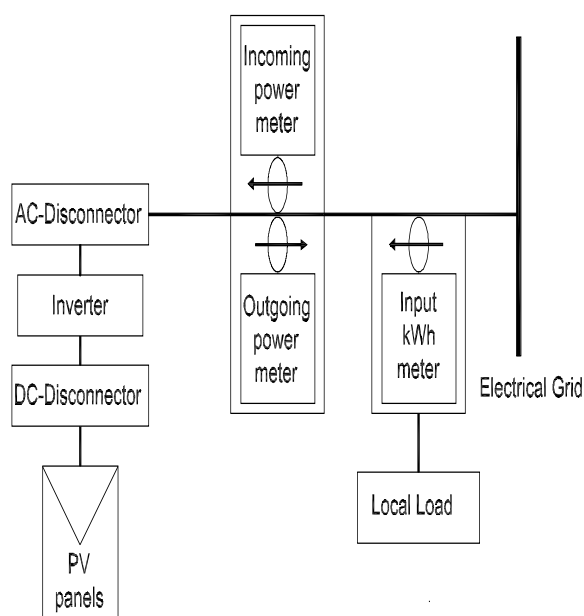 Incoming
power
meter
AC-Disconnector
Inverter
Outgoing
power
meter
Input
kWh
meter
DC-Disconnector
Electrical Grid
Local Load
PV
panels